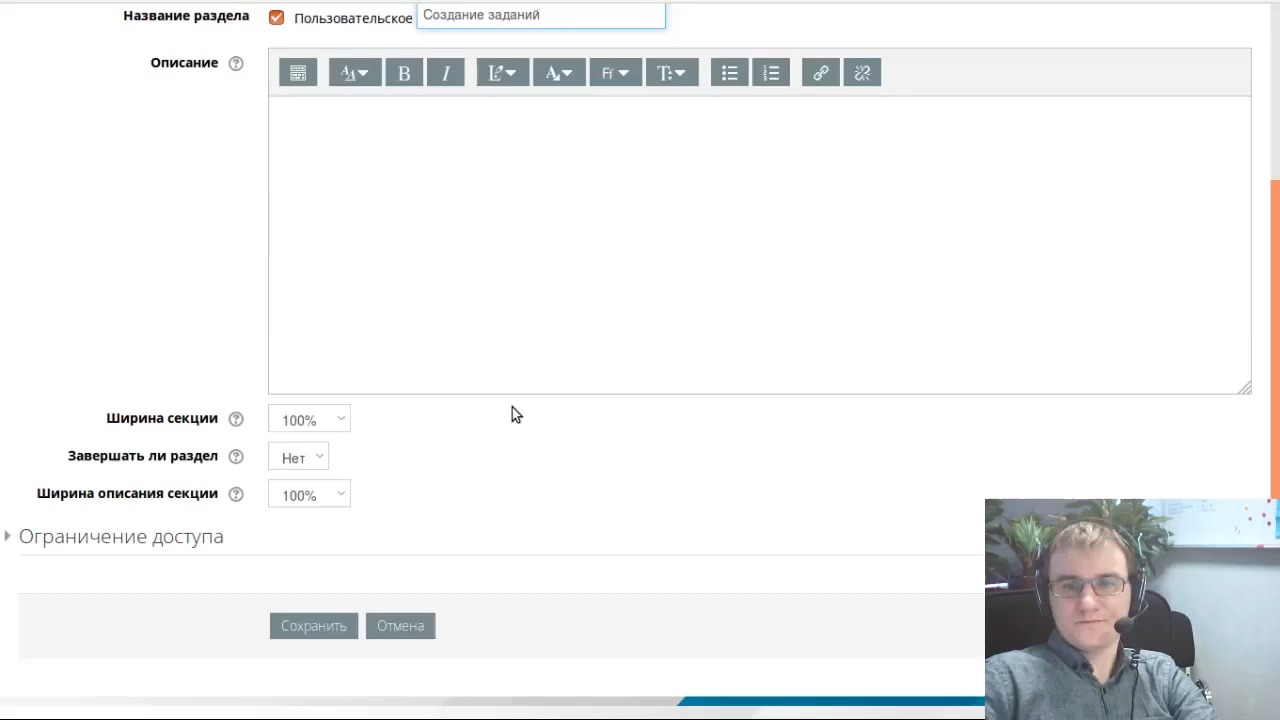 Название раздела Пользовательское Создание заданий
Описание
Ширина секции 100%
Завершать ли раздел Нет
Ширина описания секции 100%
Ограничение доступа
Сохранить Отмена